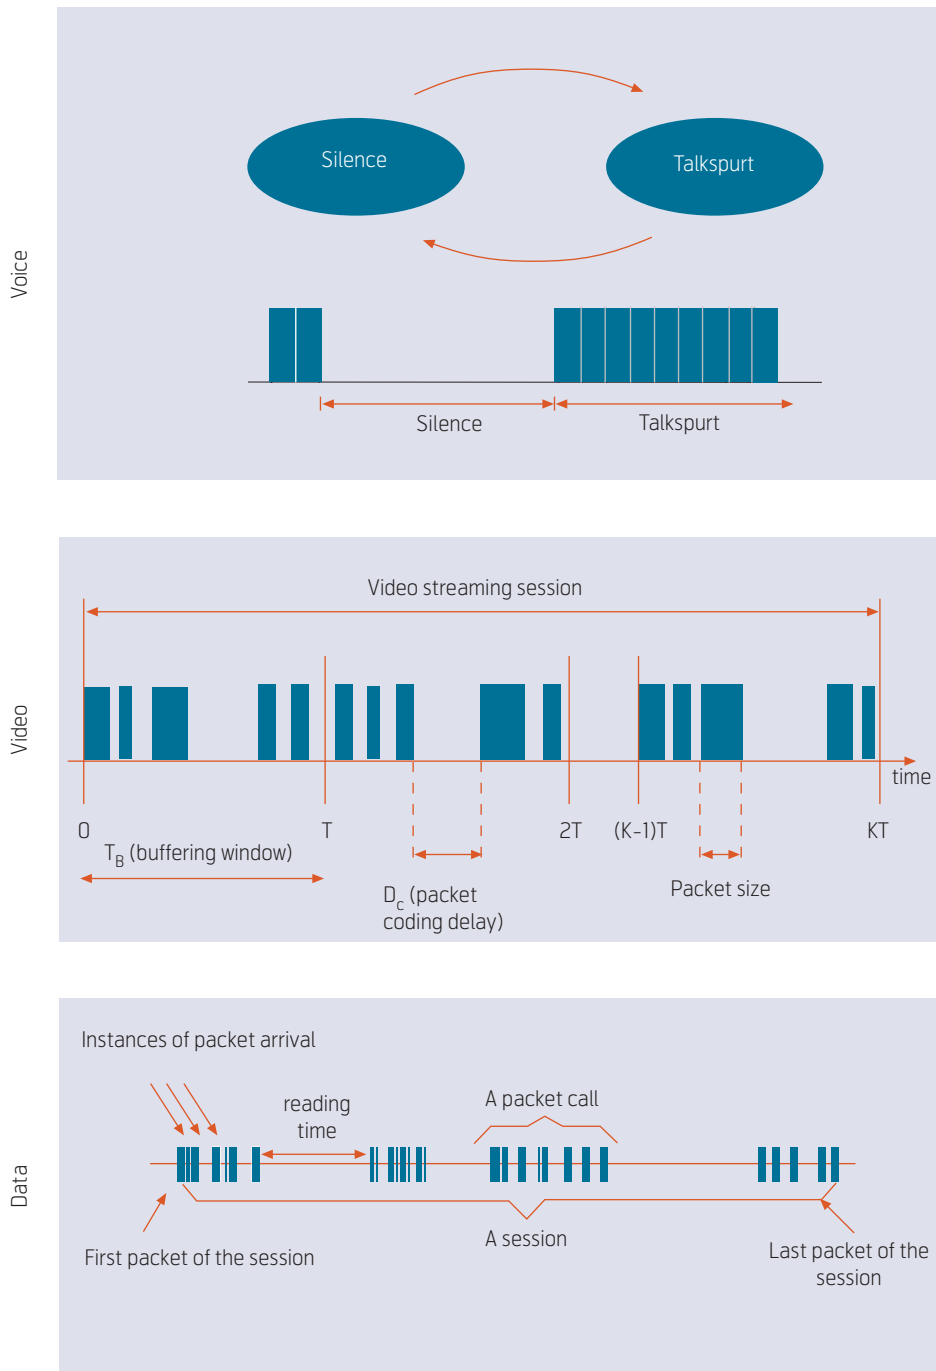 Voice
Silence
Talkspurt
Silence
Talkspurt
Video
Video streaming session
time
0
T
2T
(K-1)T
KT
T_B (buffering window)
D_c (packet
coding delay)
Packet size
Data
Instances of packet arrival
reading
time
A packet call
First packet of the session
A session
Last packet of the
session